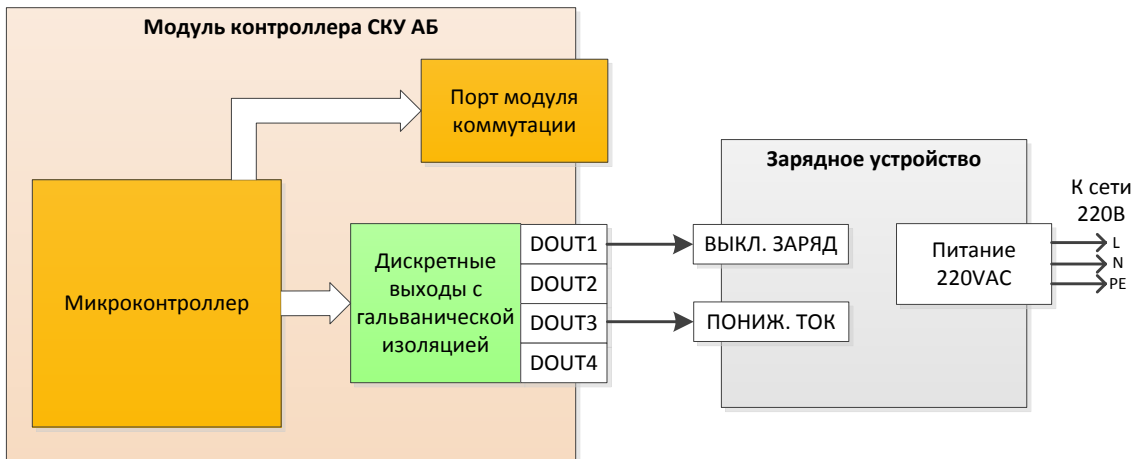 Модуль контроллера СКУ АБ
Порт модуля
коммутации
Микроконтроллер
Дискретные
выходы с
гальванической
изоляцией
DOUT1
DOUT2
DOUT3
DOUT4
Зарядное устройство
ВЫКЛ. ЗАРЯД
ПОНИЖ. ТОК
Питание
220VAC
К сети
220В
L
N
PE